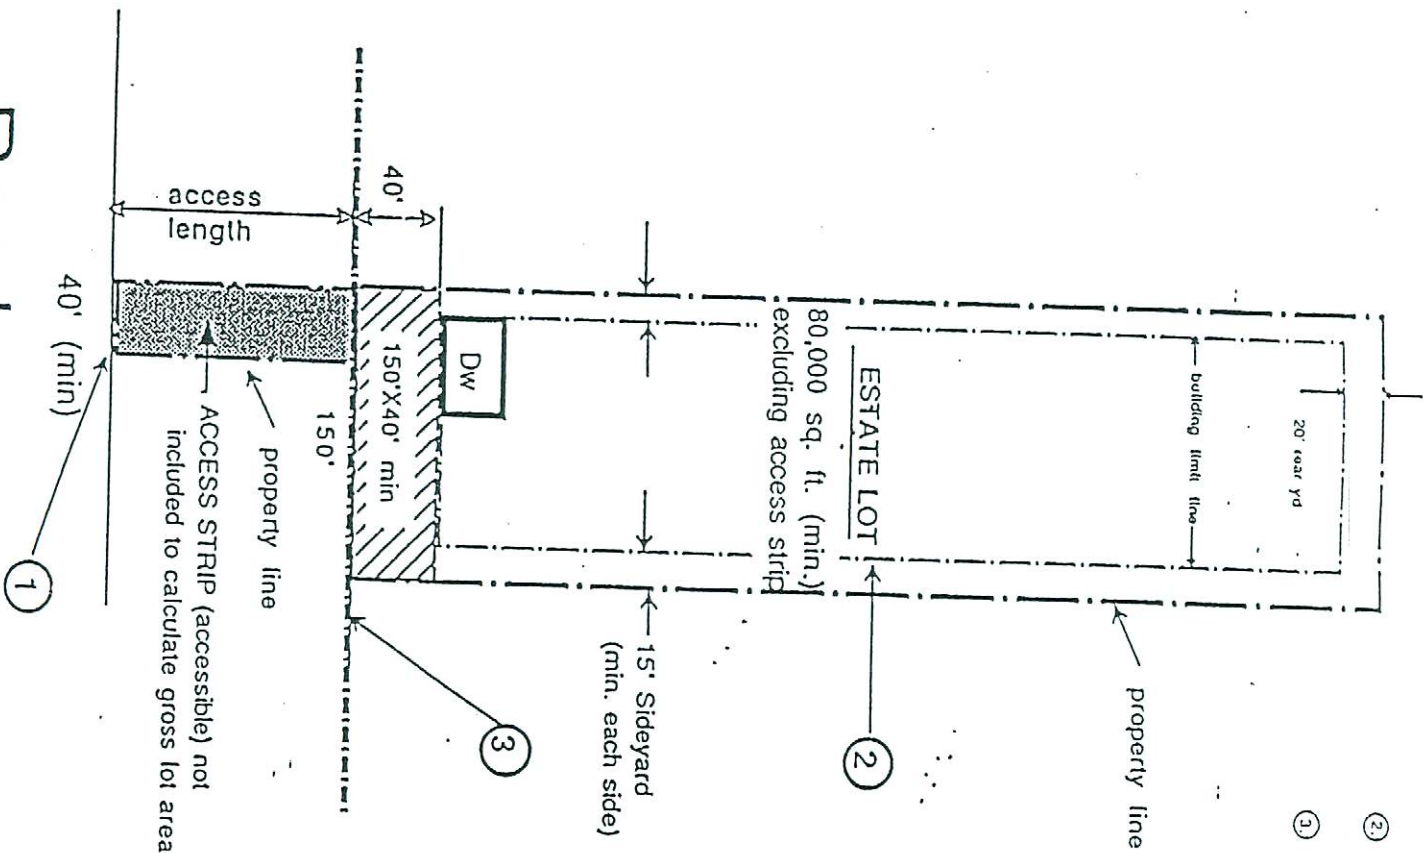 20' rear yd
building limit line
property line
ESTATE LOT
80,000 sq. ft. (min.)
excluding access strip
2
15' Sideyard
(min. each side)
Dw
3
40'
150'X40' min
150'
access
length
property line
ACCESS STRIP (accessible) not
included to calculate gross lot area
40' (min)
1
2.
3.